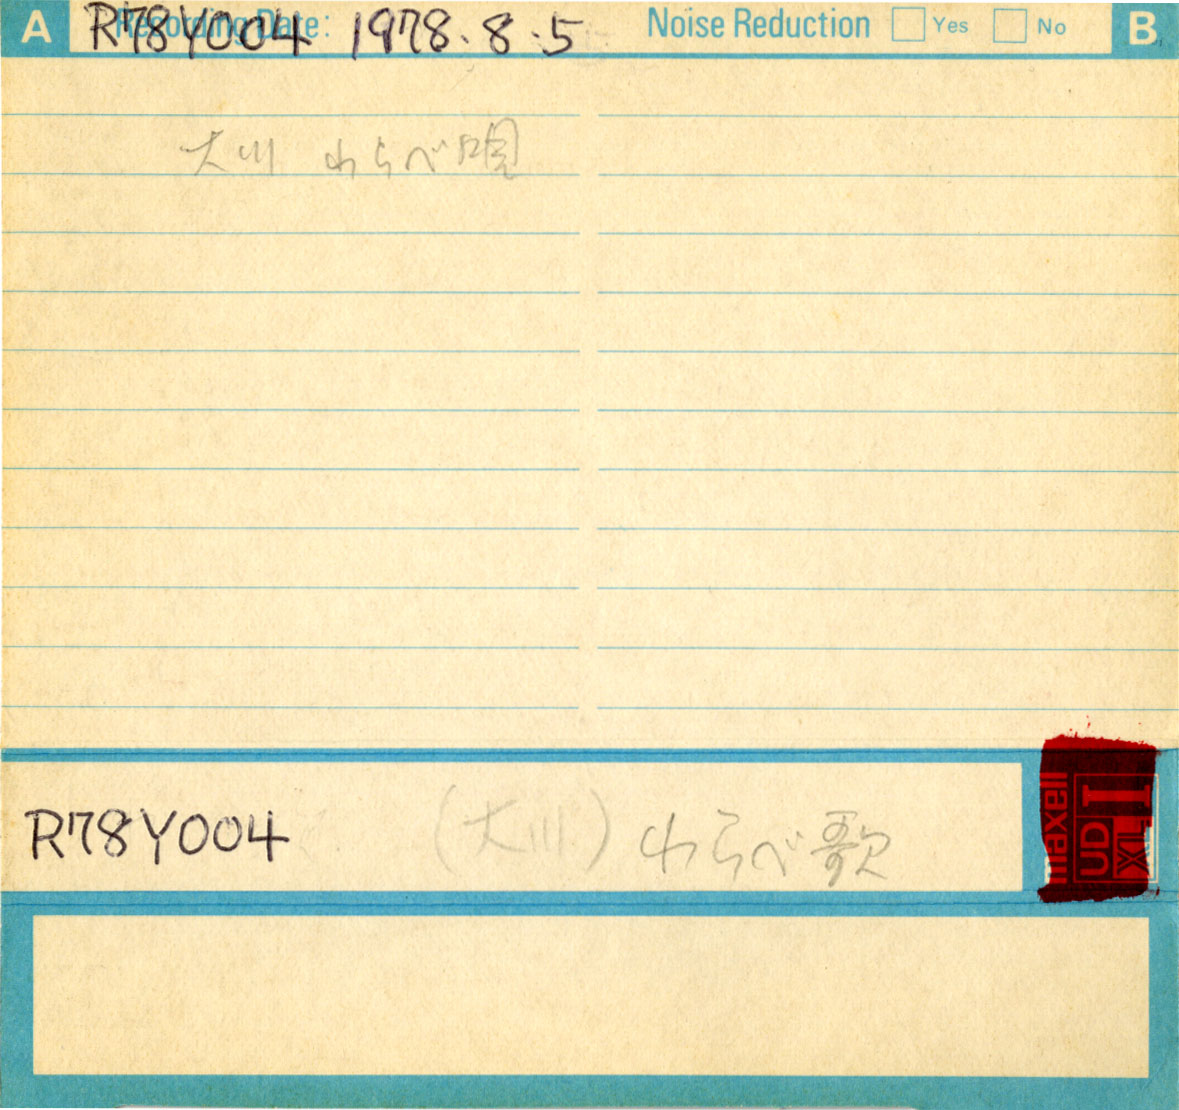 A R78Y004 1978.8.5 Recording Date: Noise Reduction Yes No B
大川 わらべ唄
R78Y004 (大川) わらべ歌
maxell UD XL I